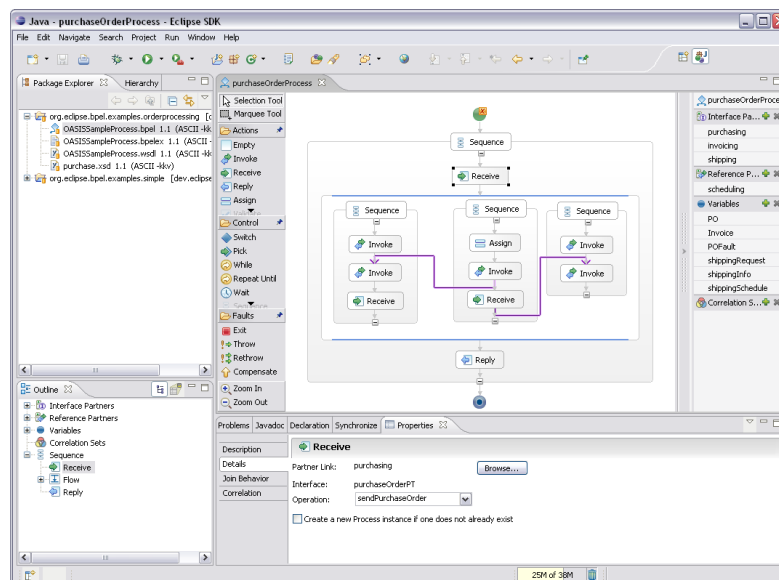 Java - purchaseOrderProcess - Eclipse SDK
File Edit Navigate Search Project Run Window Help
Package Explorer Hierarchy
org.eclipse.bpel.examples.orderprocessing [c
OASISSampleProcess.bpel 1.1 (ASCII -kk
OASISSampleProcess.bpelex 1.1 (ASCII -
OASISSampleProcess.wsdl 1.1 (ASCII -kk
purchase.xsd 1.1 (ASCII -kkv)
org.eclipse.bpel.examples.simple [dev.eclipse
Outline
Interface Partners
Reference Partners
Variables
Correlation Sets
Sequence
Receive
Flow
Reply
purchaseOrderProcess
Selection Tool
Marquee Tool
Actions
Empty
Invoke
Receive
Reply
Assign
Control
Switch
Pick
While
Repeat Until
Wait
Sequence
Faults
Exit
Throw
Rethrow
Compensate
Zoom In
Zoom Out
Sequence
Receive
Sequence
Invoke
Invoke
Receive
Sequence
Assign
Invoke
Receive
Sequence
Invoke
Invoke
Reply
purchaseOrderProce
Interface Pa...
purchasing
invoicing
shipping
Reference P...
scheduling
Variables
PO
Invoice
POFault
shippingRequest
shippingInfo
shippingSchedule
Correlation S...
Problems Javadoc Declaration Synchronize Properties
Description
Details
Join Behavior
Correlation
Receive
Partner Link: purchasing Browse...
Interface: purchaseOrderPT
Operation: sendPurchaseOrder
Create a new Process instance if one does not already exist
25M of 38M